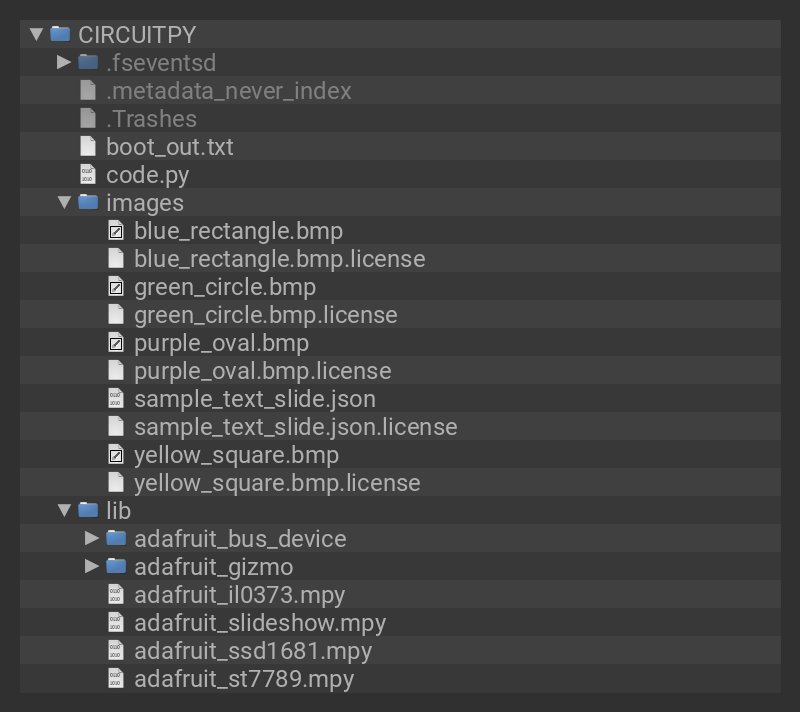 CIRCUITPY
.fseventsd
.metadata_never_index
.Trashes
boot_out.txt
code.py
images
blue_rectangle.bmp
blue_rectangle.bmp.license
green_circle.bmp
green_circle.bmp.license
purple_oval.bmp
purple_oval.bmp.license
sample_text_slide.json
sample_text_slide.json.license
yellow_square.bmp
yellow_square.bmp.license
lib
adafruit_bus_device
adafruit_gizmo
adafruit_il0373.mpy
adafruit_slideshow.mpy
adafruit_ssd1681.mpy
adafruit_st7789.mpy